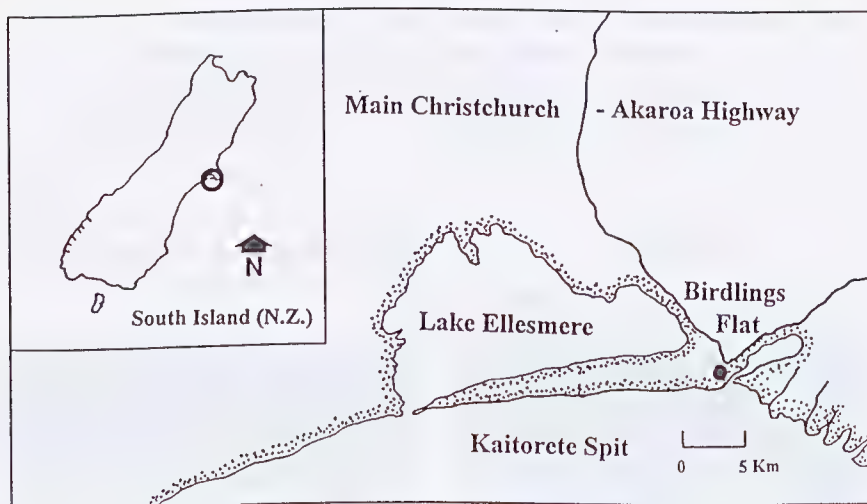 Main Christchurch - Akaroa Highway
N
South Island (N.Z.)
Birdlings
Flat
Lake Ellesmere
Kaitorete Spit
0 5 Km